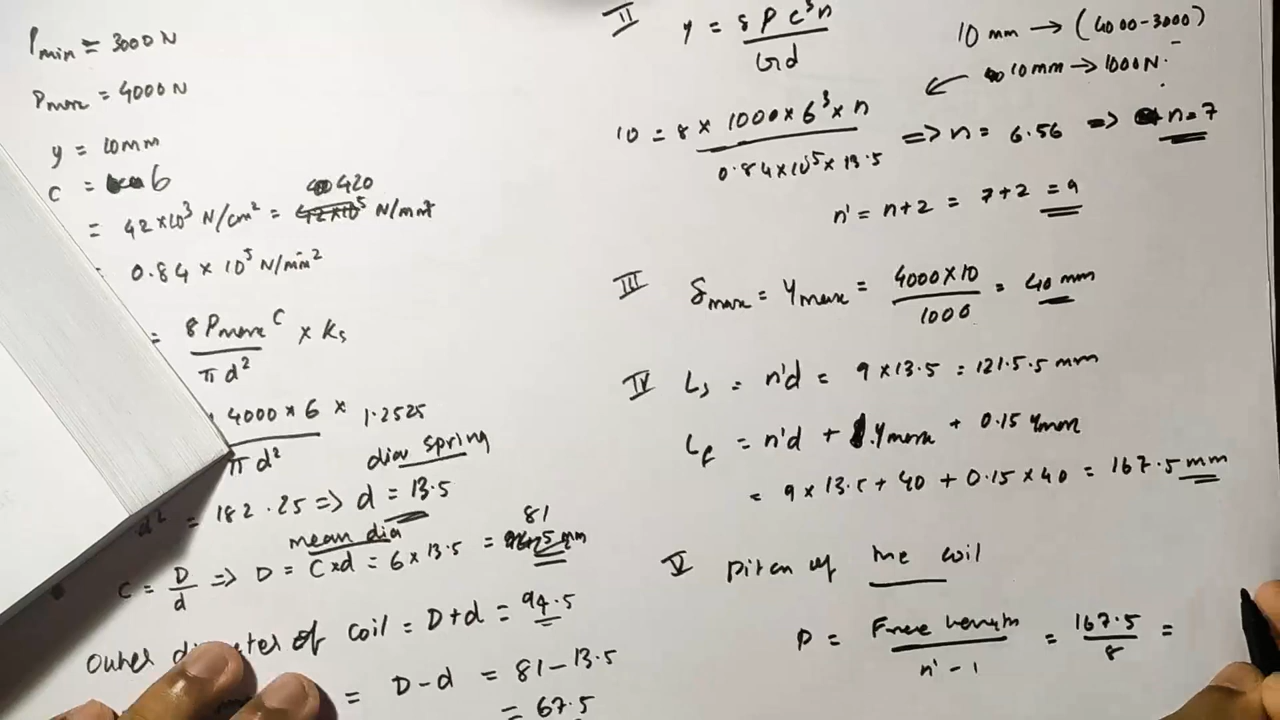 Pmin = 3000 N
Pmax = 4000 N
y = 10mm
C = 6
= 42 × 10³ N/cm² = 420 N/mm²
0.84 × 10⁵ N/mm²
= 8 Pmax C / πd² × Ks
4000 × 6 × 1.2525 / πd²
dia spring
d² = 182.25 => d = 13.5
mean dia
C = D/d => D = C×d = 6 × 13.5 = 81
Outer diameter of coil = D+d = 94.5
= D-d = 81 - 13.5
= 67.5
II y = 8 P C³ n / Gd
10 mm → (4000-3000)
10mm → 1000N
10 = 8 × 1000 × 6³ × n / 0.84×10⁵ × 13.5 => n = 6.56 => n = 7
n' = n+2 = 7+2 = 9
III δmax = Ymax = 4000×10 / 1000 = 40 mm
IV Ls = n'd = 9 × 13.5 = 121.5.5 mm
Lf = n'd + Ymax + 0.15 Ymax
= 9 × 13.5 + 40 + 0.15 × 40 = 167.5 mm
V Pitch of the coil
P = Free length / n' - 1 = 167.5 / 8 =